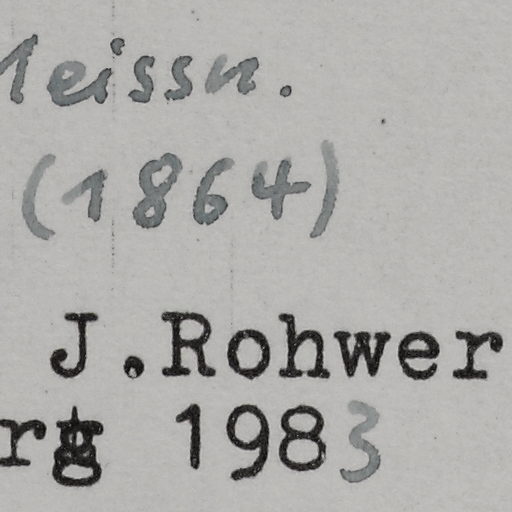 Meissn.
(1864)
J.Rohwer
rg 1983